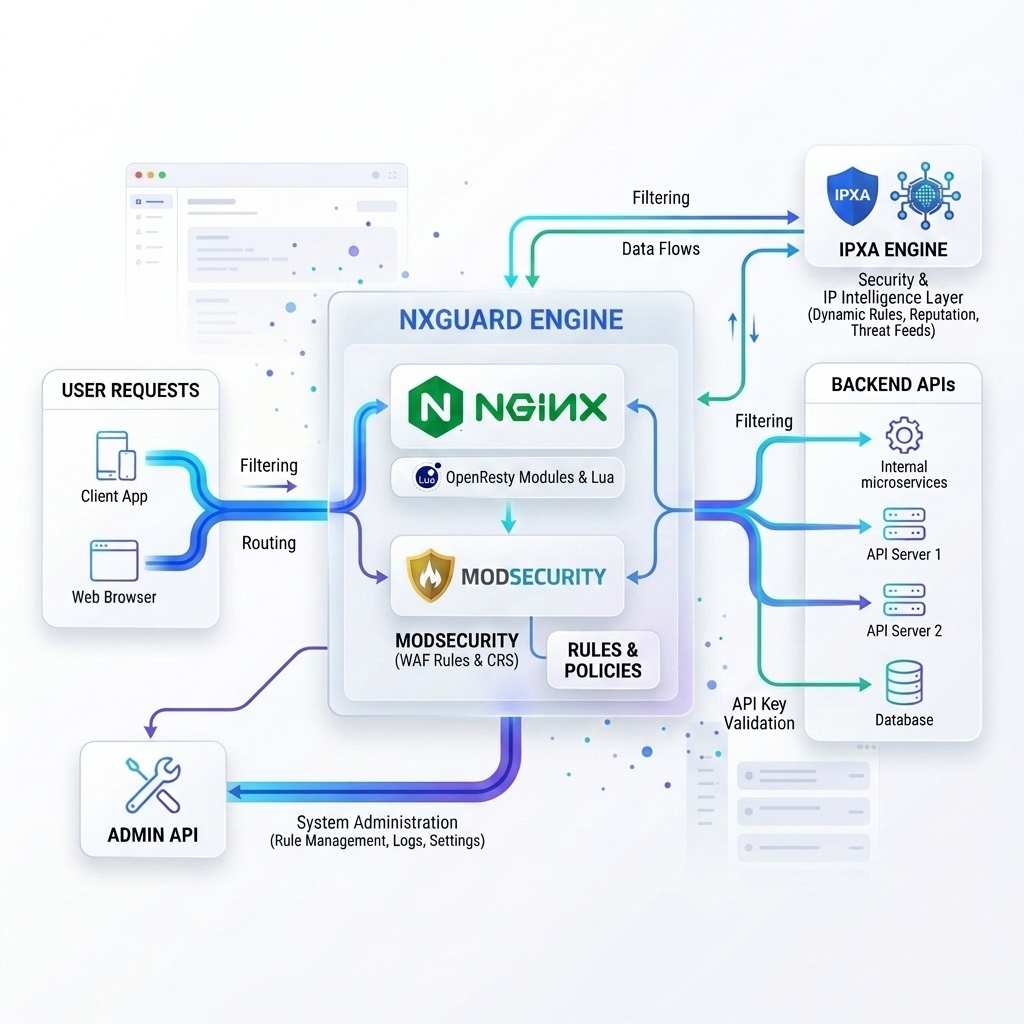 Filtering
Data Flows
IPXA
IPXA ENGINE
Security &
IP Intelligence Layer
(Dynamic Rules, Reputation,
Threat Feeds)
NXGUARD ENGINE
N NGiNX
Lua
OpenResty Modules & Lua
MODSECURITY
MODSECURITY
(WAF Rules & CRS)
RULES &
POLICIES
USER REQUESTS
Client App
Web Browser
Filtering
Routing
BACKEND APIs
Filtering
Internal
microservices
API Server 1
API Server 2
Database
API Key
Validation
ADMIN API
System Administration
(Rule Management, Logs, Settings)